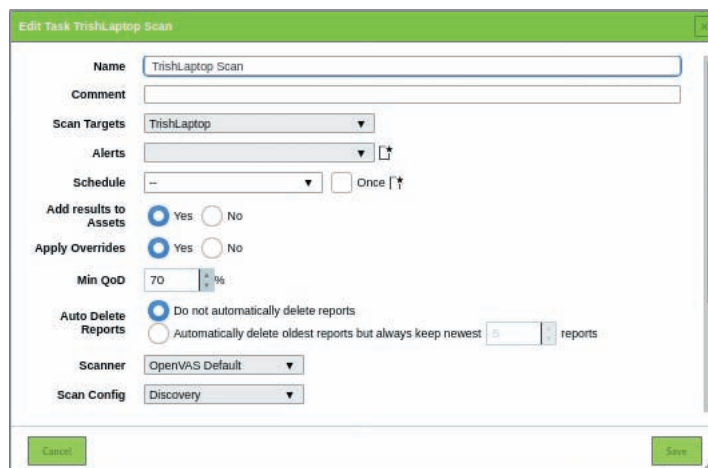 Edit Task TrishLaptop Scan
Name TrishLaptop Scan
Comment
Scan Targets TrishLaptop
Alerts
Schedule -- Once
Add results to Assets Yes No
Apply Overrides Yes No
Min QoD 70 %
Auto Delete Reports Do not automatically delete reports
Automatically delete oldest reports but always keep newest 5 reports
Scanner OpenVAS Default
Scan Config Discovery
Cancel Save